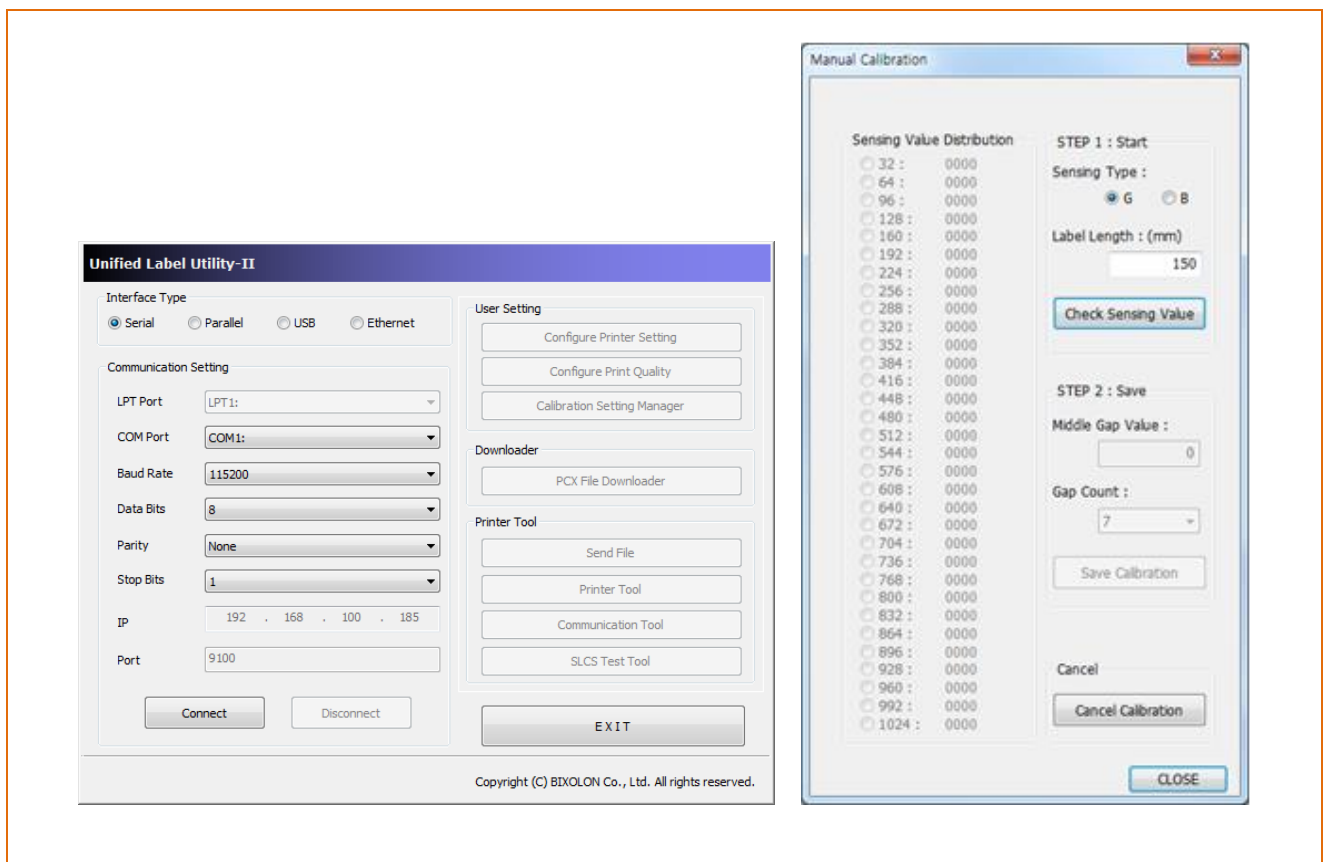 Unified Label Utility-II
Interface Type
Serial Parallel USB Ethernet
Communication Setting
LPT Port LPT1:
COM Port COM1:
Baud Rate 115200
Data Bits 8
Parity None
Stop Bits 1
IP 192 . 168 . 100 . 185
Port 9100
Connect Disconnect
User Setting
Configure Printer Setting
Configure Print Quality
Calibration Setting Manager
Downloader
PCX File Downloader
Printer Tool
Send File
Printer Tool
Communication Tool
SLCS Test Tool
EXIT
Copyright (C) BIXOLON Co., Ltd. All rights reserved.
Manual Calibration
Sensing Value Distribution
32 : 0000
64 : 0000
96 : 0000
128 : 0000
160 : 0000
192 : 0000
224 : 0000
256 : 0000
288 : 0000
320 : 0000
352 : 0000
384 : 0000
416 : 0000
448 : 0000
480 : 0000
512 : 0000
544 : 0000
576 : 0000
608 : 0000
640 : 0000
672 : 0000
704 : 0000
736 : 0000
768 : 0000
800 : 0000
832 : 0000
864 : 0000
896 : 0000
928 : 0000
960 : 0000
992 : 0000
1024 : 0000
STEP 1 : Start
Sensing Type :
G B
Label Length : (mm)
150
Check Sensing Value
STEP 2 : Save
Middle Gap Value :
0
Gap Count :
7
Save Calibration
Cancel
Cancel Calibration
CLOSE